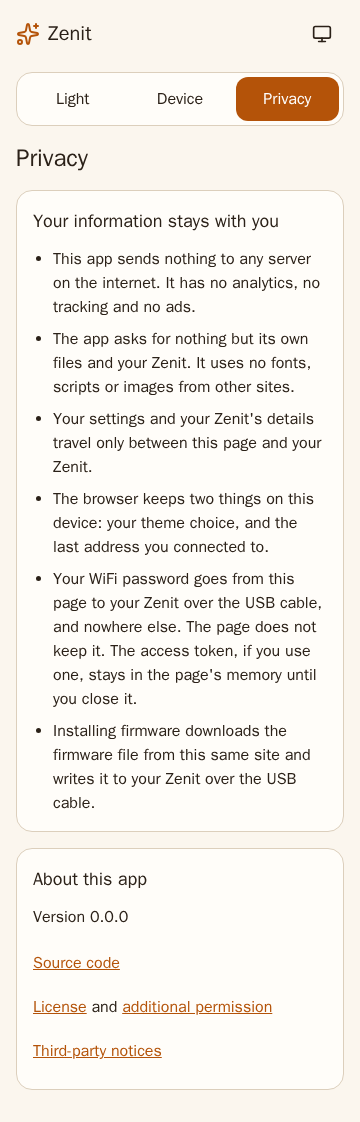 Zenit
Light Device Privacy
Privacy
Your information stays with you
• This app sends nothing to any server
on the internet. It has no analytics, no
tracking and no ads.
• The app asks for nothing but its own
files and your Zenit. It uses no fonts,
scripts or images from other sites.
• Your settings and your Zenit's details
travel only between this page and your
Zenit.
• The browser keeps two things on this
device: your theme choice, and the
last address you connected to.
• Your WiFi password goes from this
page to your Zenit over the USB cable,
and nowhere else. The page does not
keep it. The access token, if you use
one, stays in the page's memory until
you close it.
• Installing firmware downloads the
firmware file from this same site and
writes it to your Zenit over the USB
cable.
About this app
Version 0.0.0
Source code
License and additional permission
Third-party notices